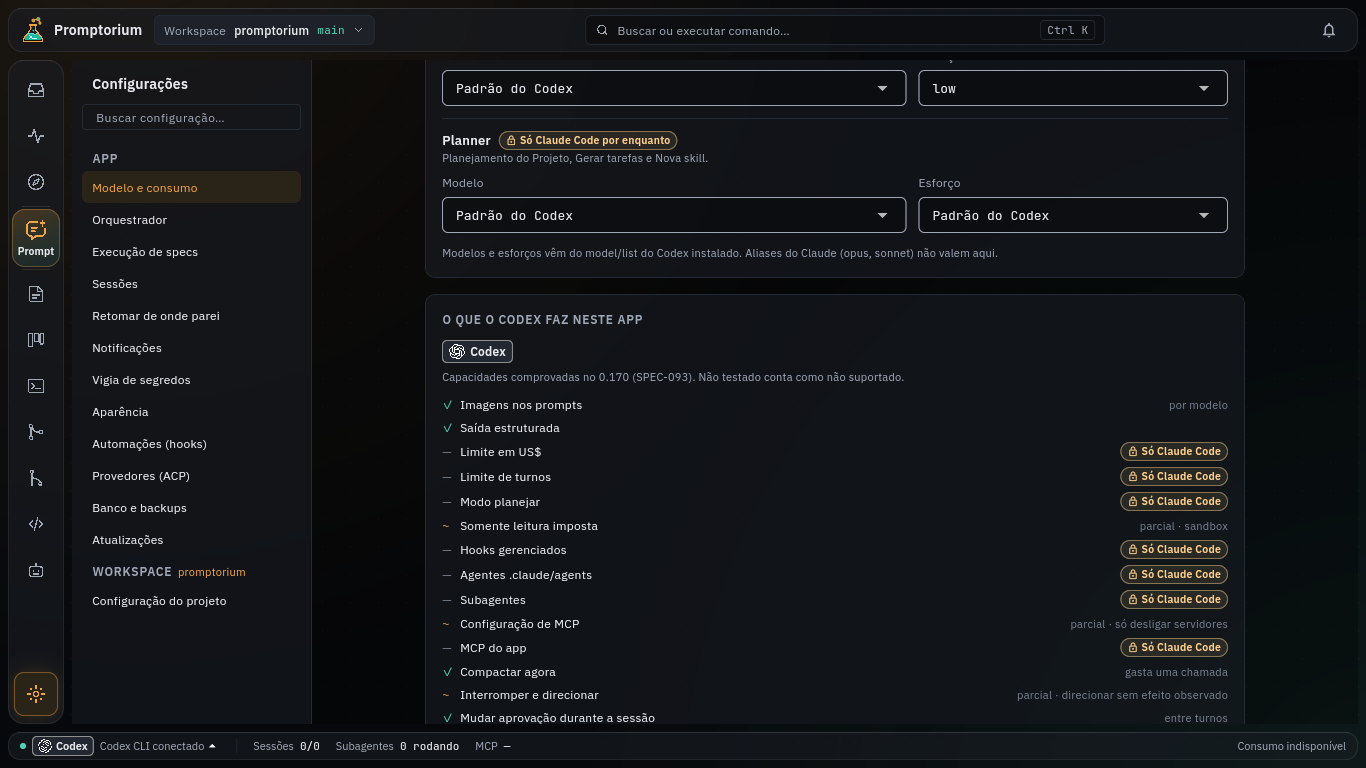 Promptorium
Workspace promptorium main
Buscar ou executar comando...
Ctrl K
Prompt
Configurações
Buscar configuração...
APP
Modelo e consumo
Orquestrador
Execução de specs
Sessões
Retomar de onde parei
Notificações
Vigia de segredos
Aparência
Automações (hooks)
Provedores (ACP)
Banco e backups
Atualizações
WORKSPACE promptorium
Configuração do projeto
Padrão do Codex
low
Planner Só Claude Code por enquanto
Planejamento do Projeto, Gerar tarefas e Nova skill.
Modelo
Esforço
Padrão do Codex
Padrão do Codex
Modelos e esforços vêm do model/list do Codex instalado. Aliases do Claude (opus, sonnet) não valem aqui.
O QUE O CODEX FAZ NESTE APP
Codex
Capacidades comprovadas no 0.170 (SPEC-093). Não testado conta como não suportado.
✓ Imagens nos prompts por modelo
✓ Saída estruturada
— Limite em US$ Só Claude Code
— Limite de turnos Só Claude Code
— Modo planejar Só Claude Code
~ Somente leitura imposta parcial · sandbox
— Hooks gerenciados Só Claude Code
— Agentes .claude/agents Só Claude Code
— Subagentes Só Claude Code
~ Configuração de MCP parcial · só desligar servidores
— MCP do app Só Claude Code
✓ Compactar agora gasta uma chamada
~ Interromper e direcionar parcial · direcionar sem efeito observado
✓ Mudar aprovação durante a sessão entre turnos
Codex Codex CLI conectado Sessões 0/0 Subagentes 0 rodando MCP — Consumo indisponível